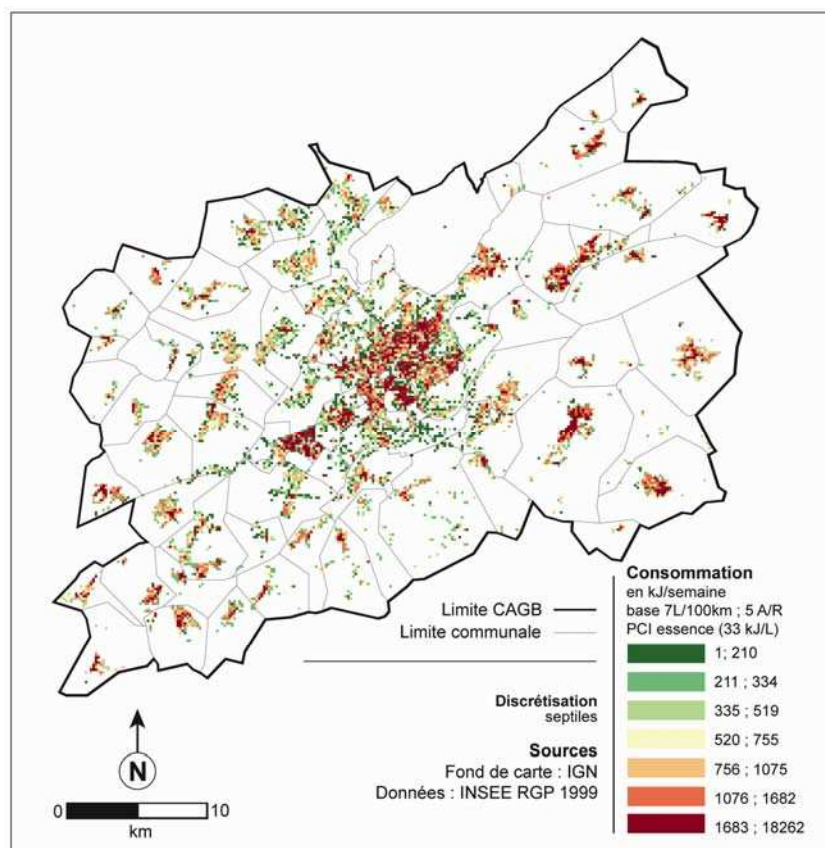 Limite CAGB
Limite communale
Discrétisation
septiles
Sources
Fond de carte : IGN
Données : INSEE RGP 1999
N
0 10
km
Consommation
en kJ/semaine
base 7L/100km ; 5 A/R
PCI essence (33 kJ/L)
1; 210
211 ; 334
335 ; 519
520 ; 755
756 ; 1075
1076 ; 1682
1683 ; 18262